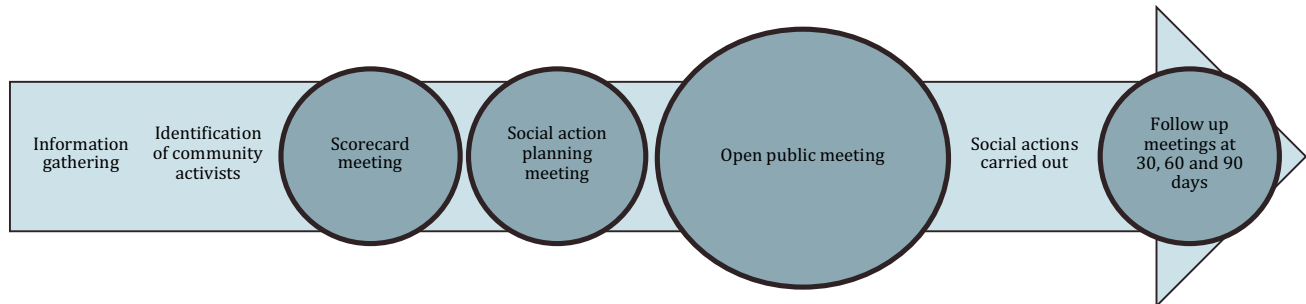 Information
gathering
Identification
of community
activists
Scorecard
meeting
Social action
planning
meeting
Open public meeting
Social actions
carried out
Follow up
meetings at
30, 60 and 90
days